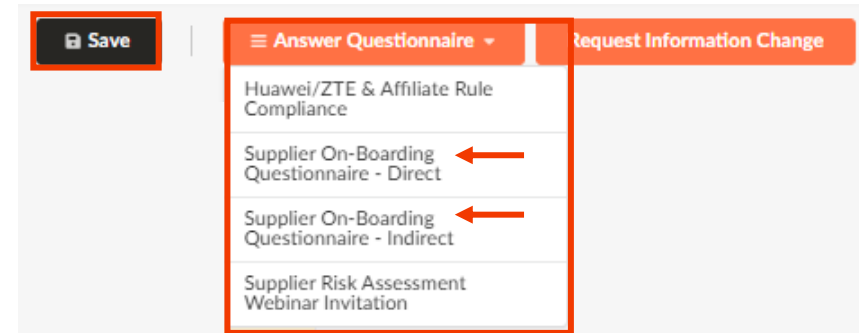 Save
Answer Questionnaire
Request Information Change
Huawei/ZTE & Affiliate Rule
Compliance
Supplier On-Boarding
Questionnaire - Direct
Supplier On-Boarding
Questionnaire - Indirect
Supplier Risk Assessment
Webinar Invitation